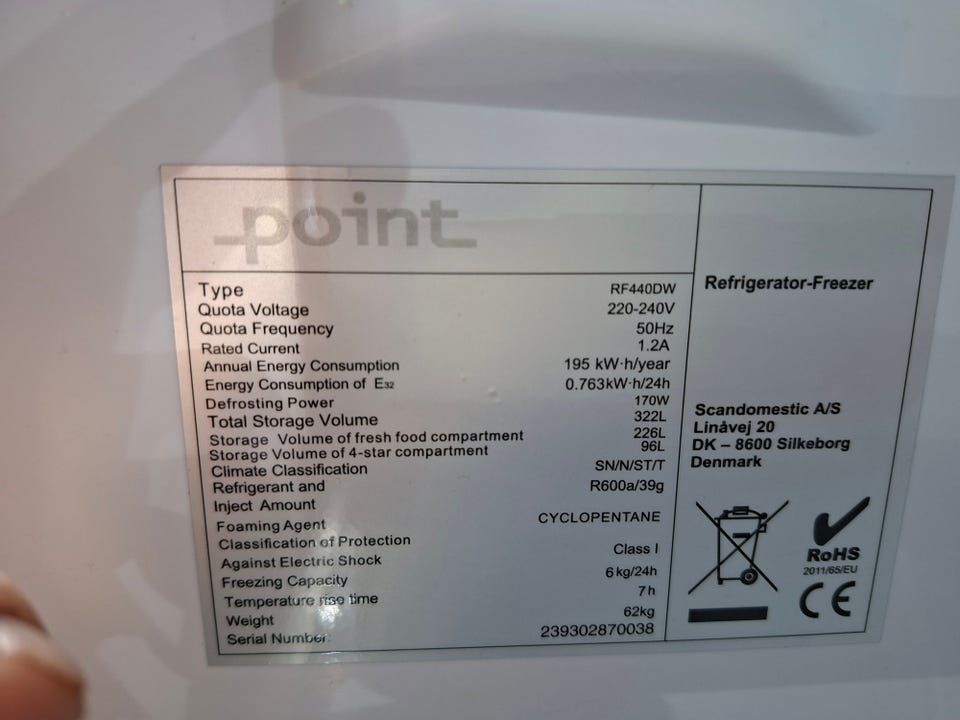 point
Type RF440DW
Quota Voltage 220-240V
Quota Frequency 50Hz
Rated Current 1.2A
Annual Energy Consumption 195 kW·h/year
Energy Consumption of E32 0.763kW·h/24h
Defrosting Power 170W
Total Storage Volume 322L
Storage Volume of fresh food compartment 226L
Storage Volume of 4-star compartment 96L
Climate Classification SN/N/ST/T
Refrigerant and R600a/39g
Inject Amount
Foaming Agent CYCLOPENTANE
Classification of Protection
Against Electric Shock Class I
Freezing Capacity 6kg/24h
Temperature rise time 7h
Weight 62kg
Serial Number: 239302870038
Refrigerator-Freezer
Scandomestic A/S
Linåvej 20
DK – 8600 Silkeborg
Denmark
RoHS
2011/65/EU
CE